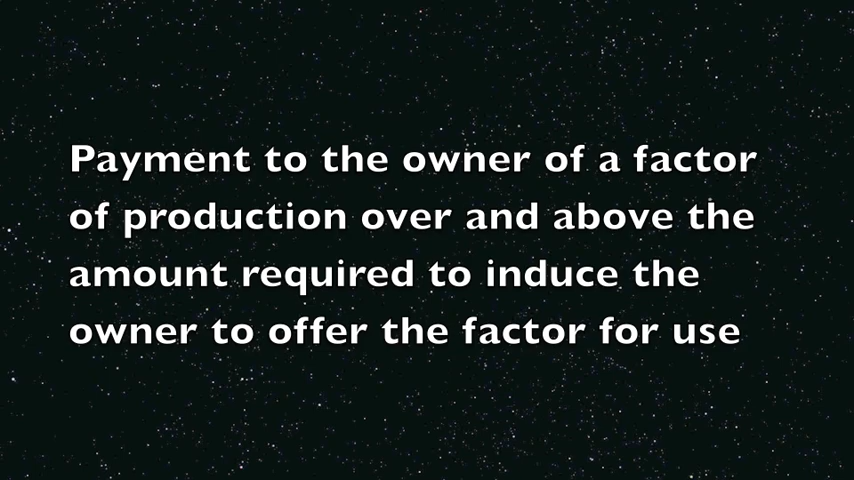 Payment to the owner of a factor
of production over and above the
amount required to induce the
owner to offer the factor for use